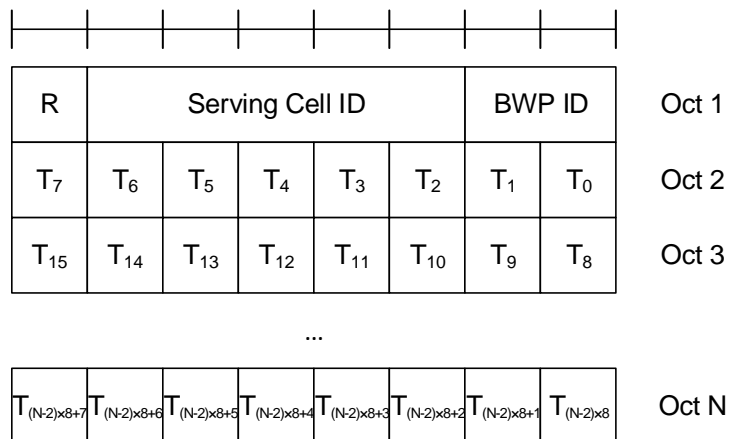 R Serving Cell ID BWP ID Oct 1
T7 T6 T5 T4 T3 T2 T1 T0 Oct 2
T15 T14 T13 T12 T11 T10 T9 T8 Oct 3
...
T(N-2)×8+7 T(N-2)×8+6 T(N-2)×8+5 T(N-2)×8+4 T(N-2)×8+3 T(N-2)×8+2 T(N-2)×8+1 T(N-2)×8 Oct N